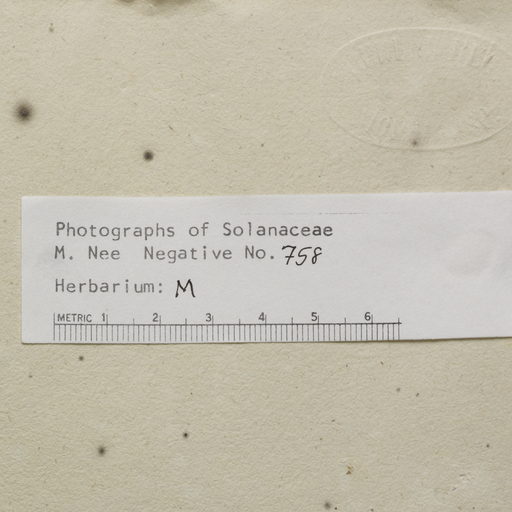 Photographs of Solanaceae
M. Nee Negative No. 758
Herbarium: M
METRIC 1 2 3 4 5 6